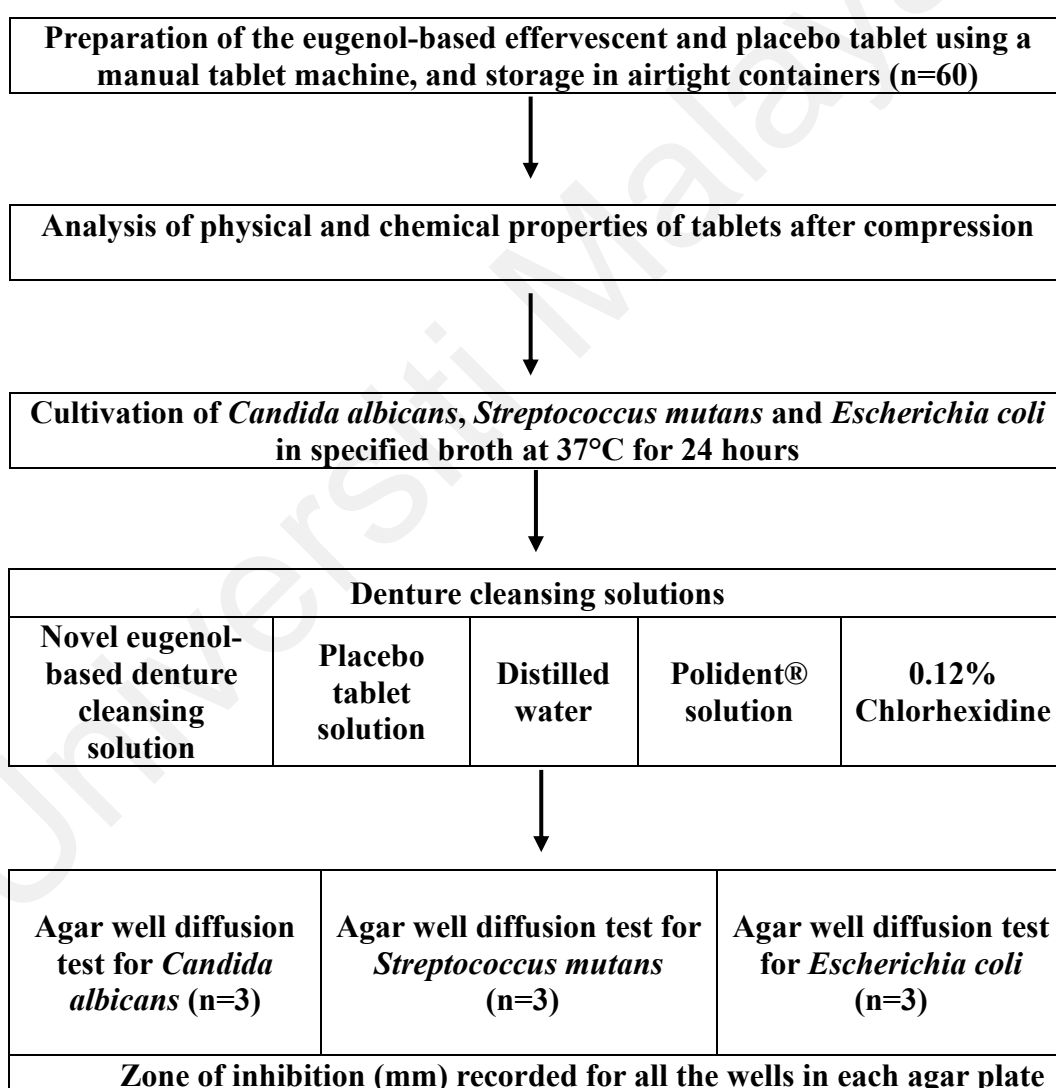 Preparation of the eugenol-based effervescent and placebo tablet using a
manual tablet machine, and storage in airtight containers (n=60)
Analysis of physical and chemical properties of tablets after compression
Cultivation of Candida albicans, Streptococcus mutans and Escherichia coli
in specified broth at 37°C for 24 hours
Denture cleansing solutions
Novel eugenol-
based denture
cleansing
solution
Placebo
tablet
solution
Distilled
water
Polident®
solution
0.12%
Chlorhexidine
Agar well diffusion
test for Candida
albicans (n=3)
Agar well diffusion test for
Streptococcus mutans
(n=3)
Agar well diffusion test
for Escherichia coli
(n=3)
Zone of inhibition (mm) recorded for all the wells in each agar plate
Universiti Malaya